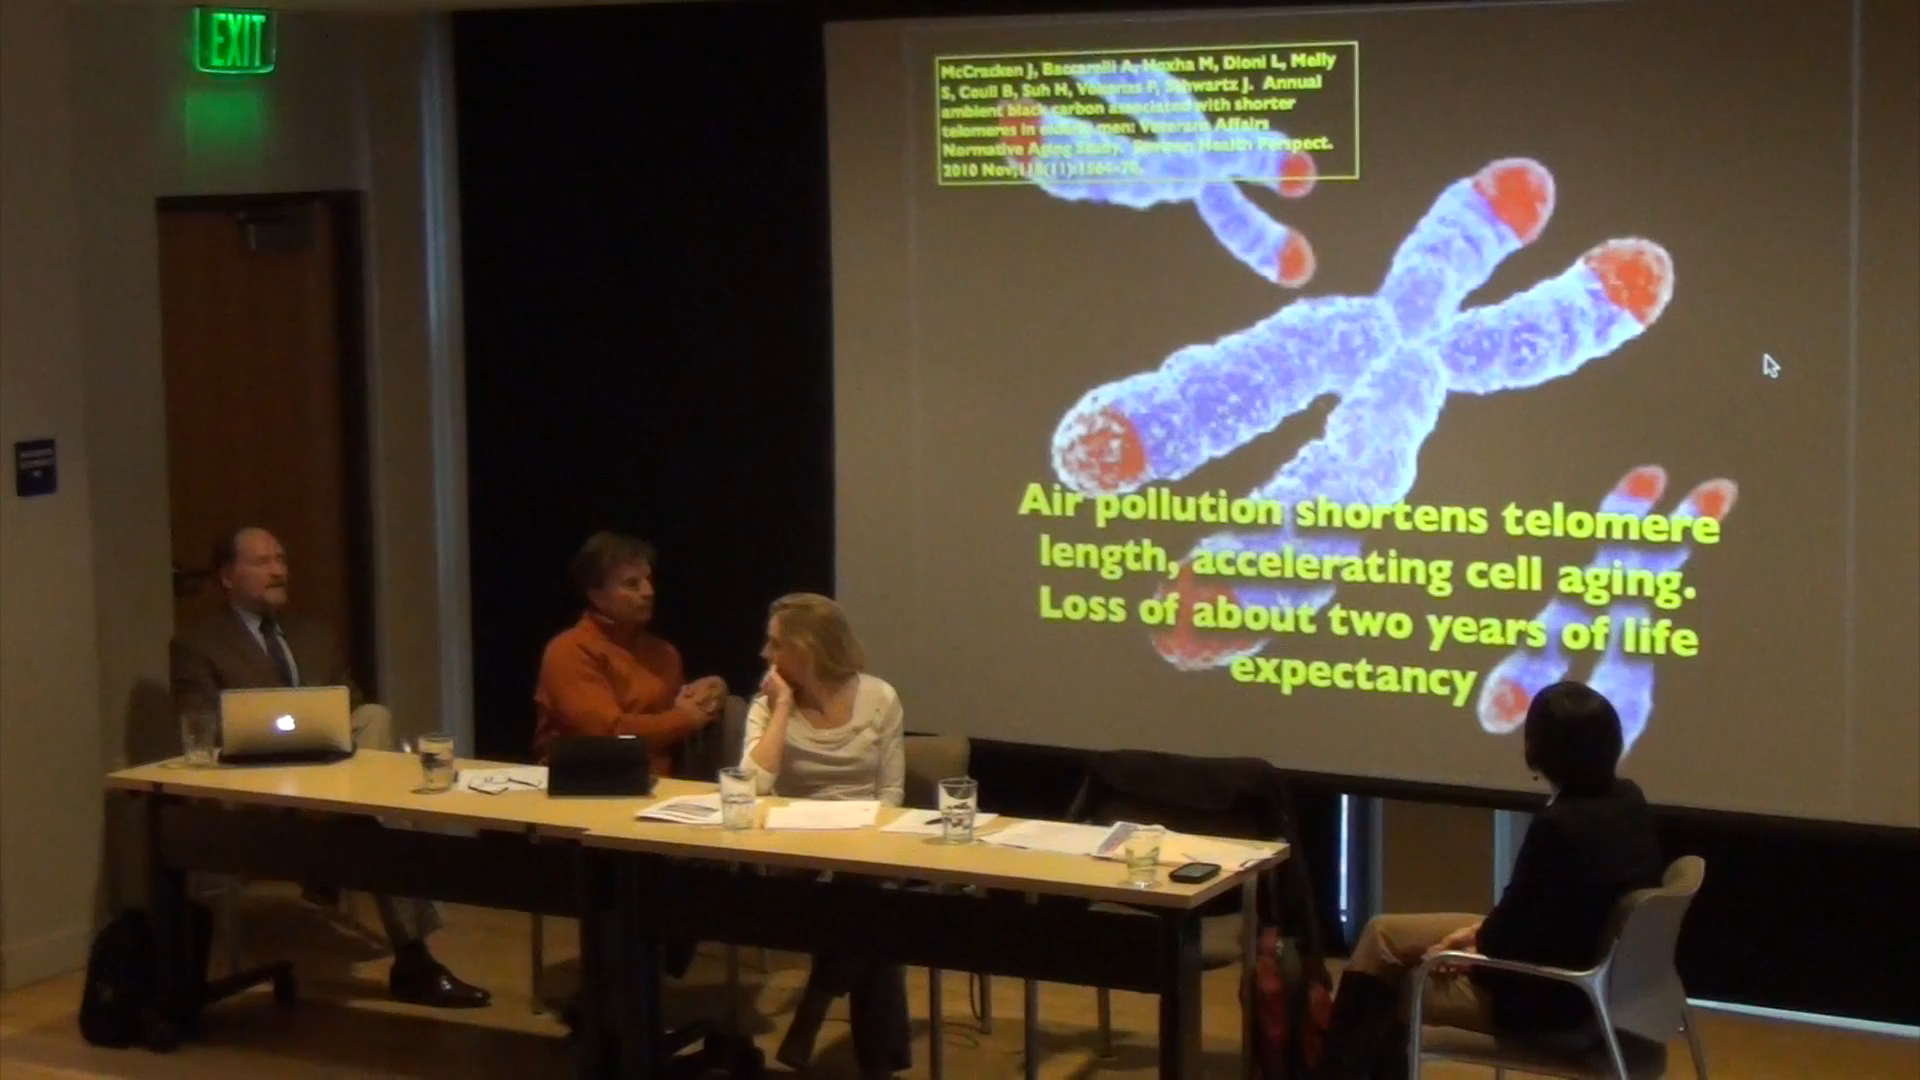 EXIT
McCracken J, Baccarelli A, Hoxha M, Dioni L, Melly
S, Coull B, Suh H, Vokonas P, Schwartz J. Annual
ambient black carbon associated with shorter
telomeres in elderly men: Veterans Affairs
Normative Aging Study. Environ Health Perspect.
2010 Nov;118(11):1564-70.
Air pollution shortens telomere
length, accelerating cell aging.
Loss of about two years of life
expectancy